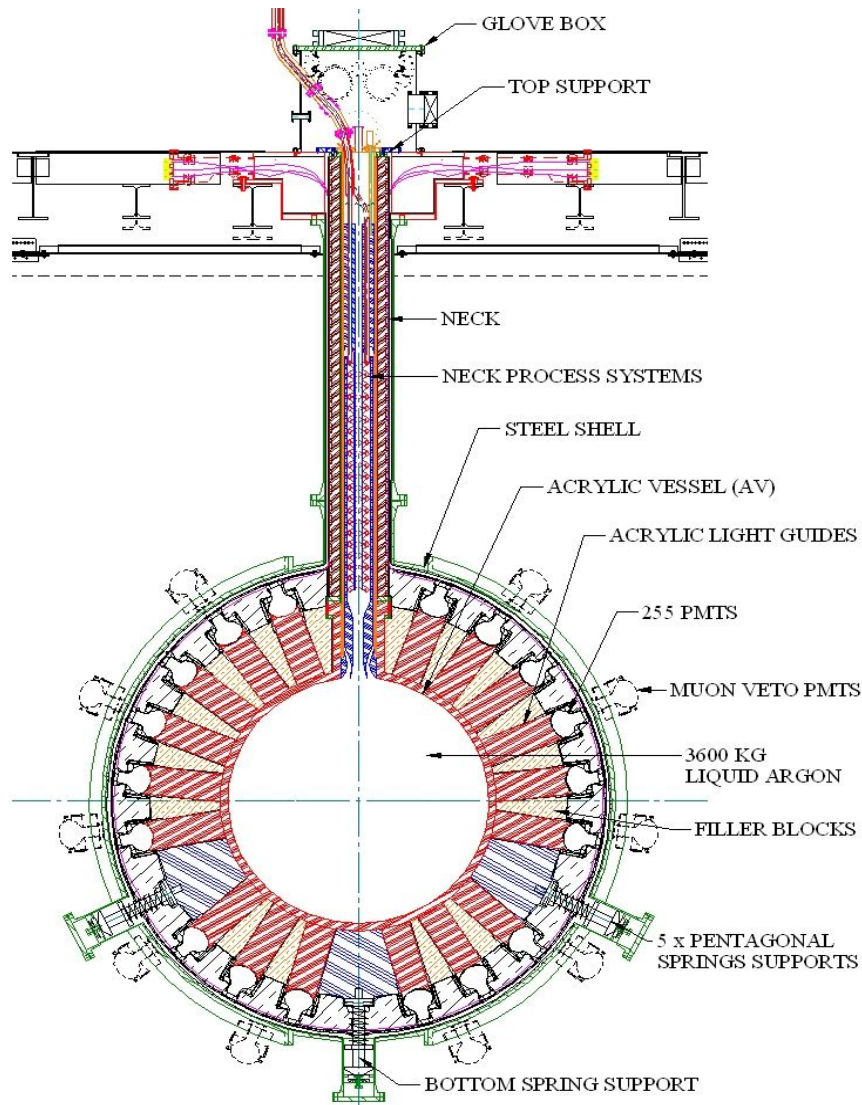 GLOVE BOX
TOP SUPPORT
NECK
NECK PROCESS SYSTEMS
STEEL SHELL
ACRYLIC VESSEL (AV)
ACRYLIC LIGHT GUIDES
255 PMTS
MUON VETO PMTS
3600 KG
LIQUID ARGON
FILLER BLOCKS
5 x PENTAGONAL
SPRINGS SUPPORTS
BOTTOM SPRING SUPPORT